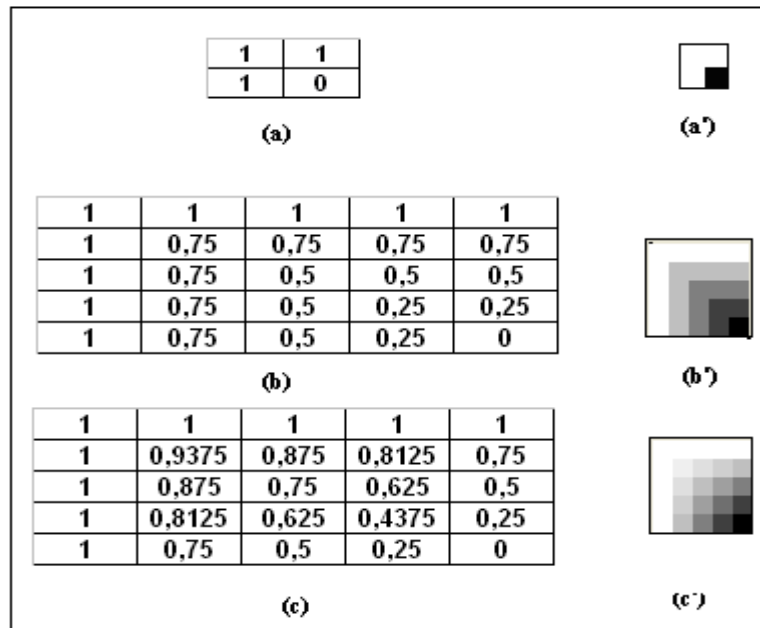 1 1
1 0
(a)
(a')
1 1 1 1 1
1 0,75 0,75 0,75 0,75
1 0,75 0,5 0,5 0,5
1 0,75 0,5 0,25 0,25
1 0,75 0,5 0,25 0
(b)
(b')
1 1 1 1 1
1 0,9375 0,875 0,8125 0,75
1 0,875 0,75 0,625 0,5
1 0,8125 0,625 0,4375 0,25
1 0,75 0,5 0,25 0
(c)
(c')